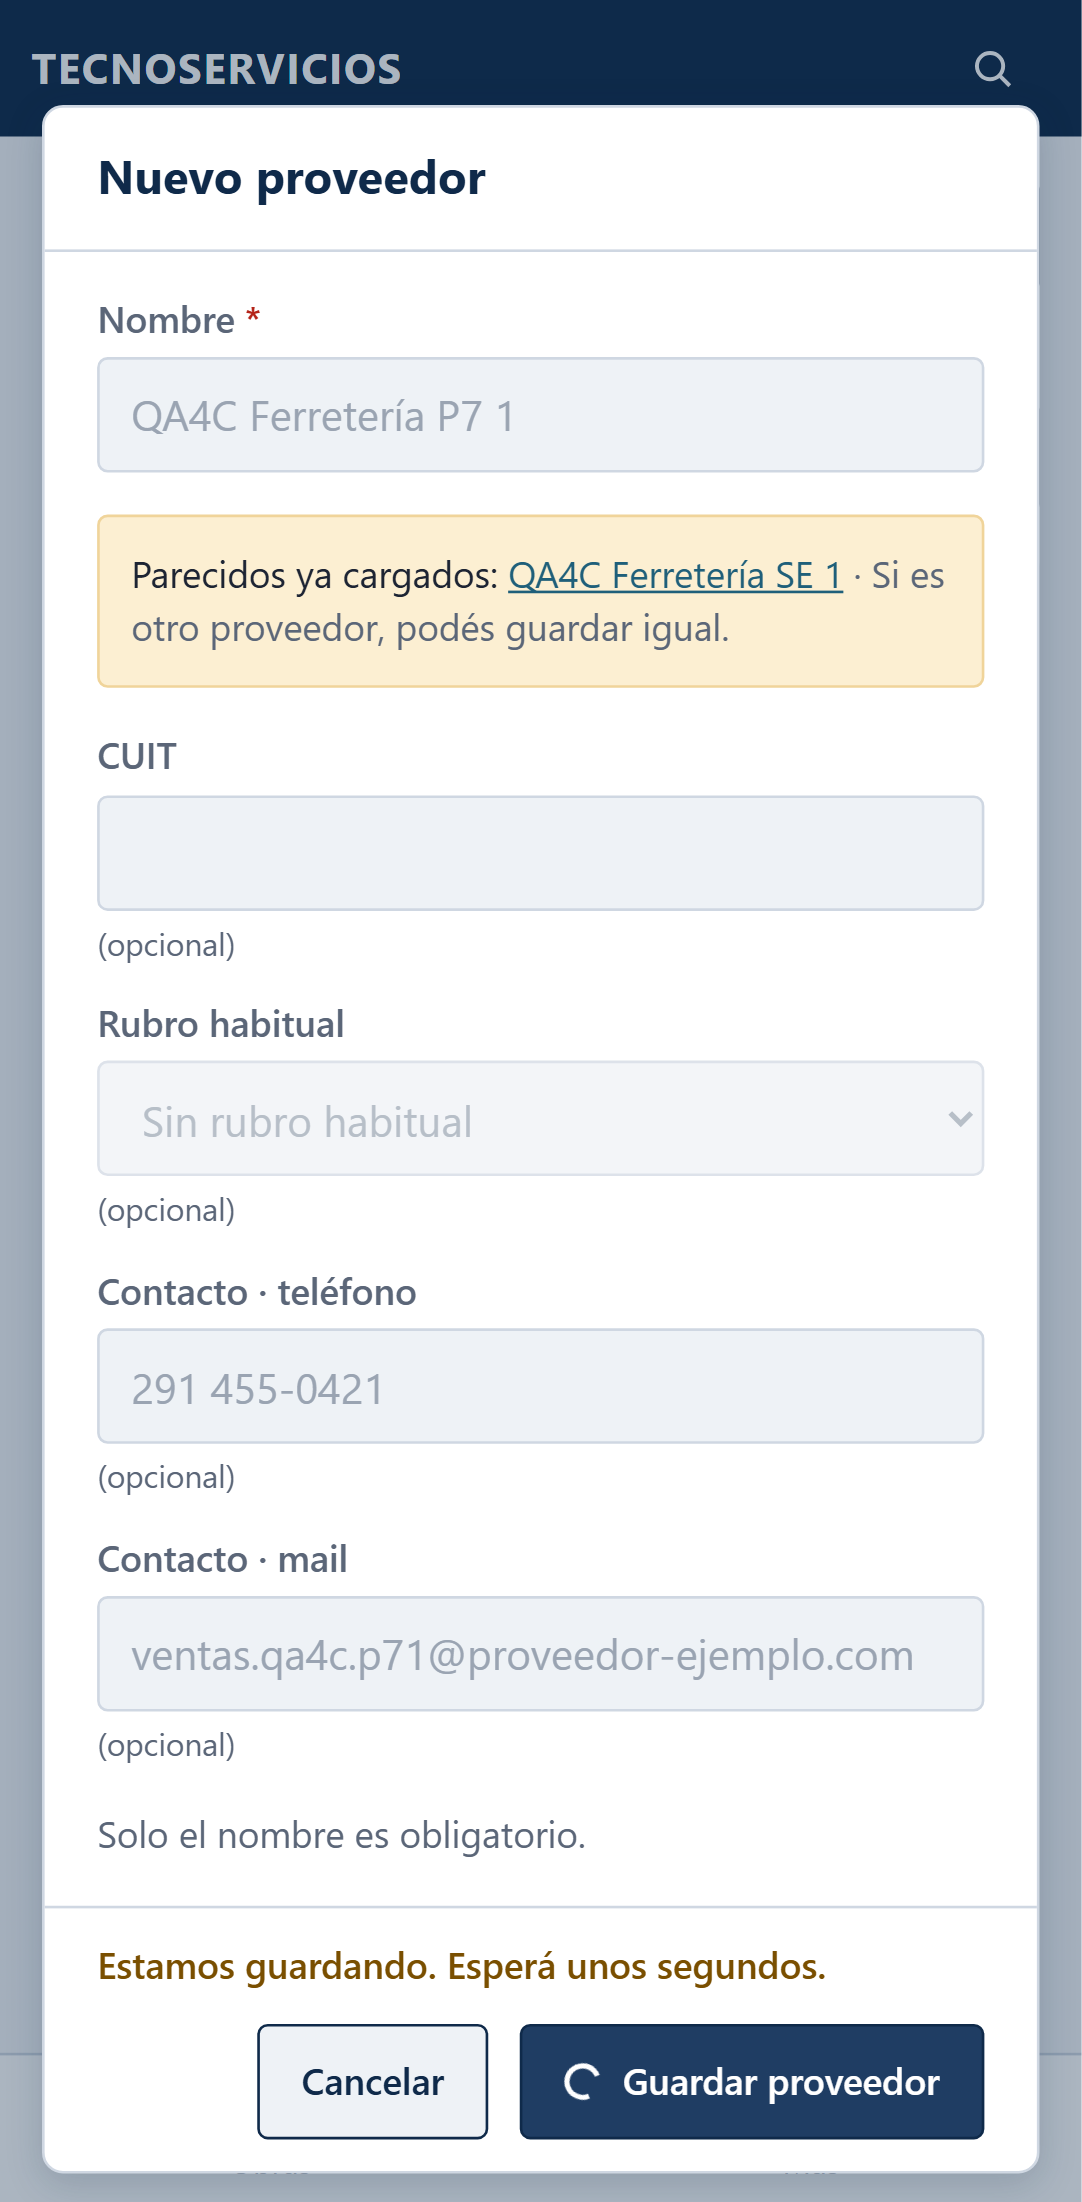 TECNOSERVICIOS
Nuevo proveedor
Nombre *
QA4C Ferretería P7 1
Parecidos ya cargados: QA4C Ferretería SE 1 · Si es
otro proveedor, podés guardar igual.
CUIT
(opcional)
Rubro habitual
Sin rubro habitual
(opcional)
Contacto · teléfono
291 455-0421
(opcional)
Contacto · mail
ventas.qa4c.p71@proveedor-ejemplo.com
(opcional)
Solo el nombre es obligatorio.
Estamos guardando. Esperá unos segundos.
Cancelar
Guardar proveedor